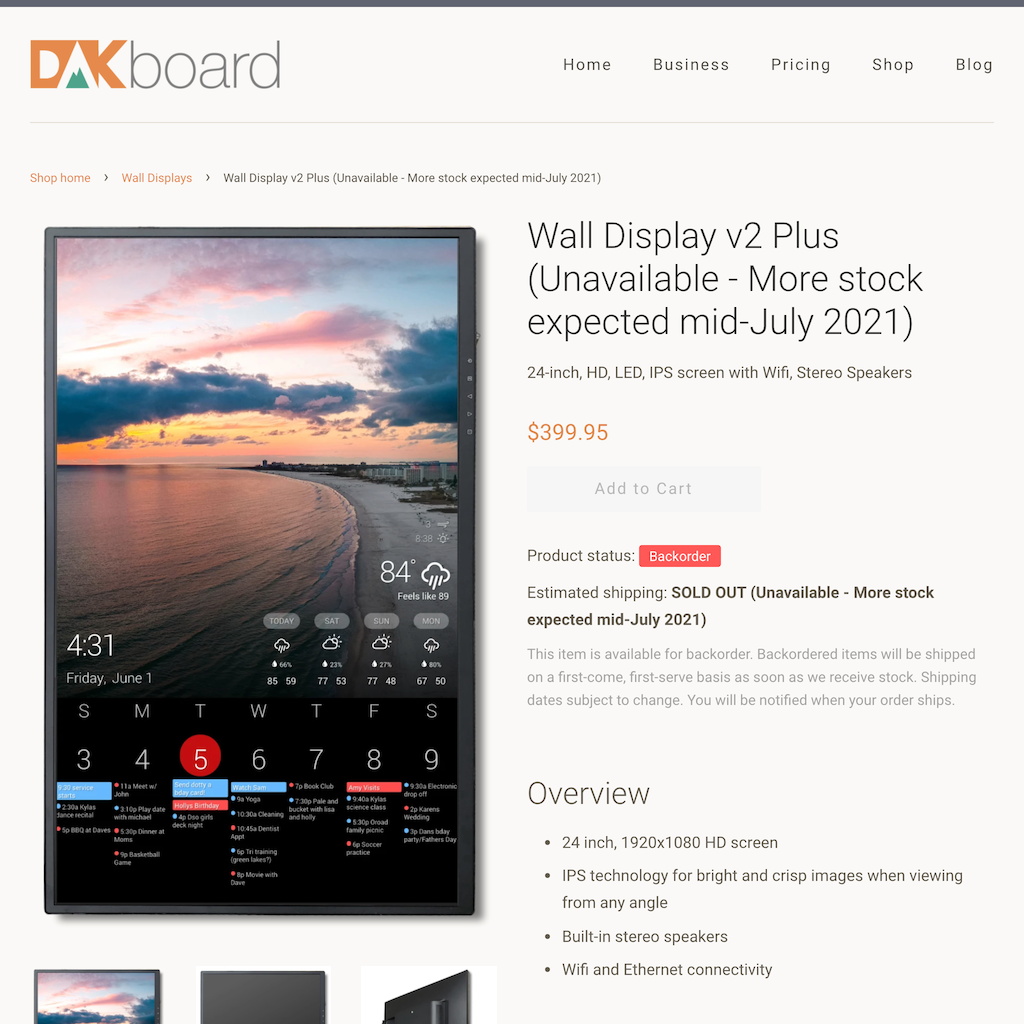 DAKboard
Home Business Pricing Shop Blog
Shop home › Wall Displays › Wall Display v2 Plus (Unavailable - More stock expected mid-July 2021)
Wall Display v2 Plus
(Unavailable - More stock
expected mid-July 2021)
24-inch, HD, LED, IPS screen with Wifi, Stereo Speakers
$399.95
Add to Cart
Product status: Backorder
Estimated shipping: SOLD OUT (Unavailable - More stock
expected mid-July 2021)
This item is available for backorder. Backordered items will be shipped
on a first-come, first-serve basis as soon as we receive stock. Shipping
dates subject to change. You will be notified when your order ships.
Overview
24 inch, 1920x1080 HD screen
IPS technology for bright and crisp images when viewing
from any angle
Built-in stereo speakers
Wifi and Ethernet connectivity
3
8:38
84°
Feels like 89
TODAY SAT SUN MON
66% 23% 27% 80%
85 59 77 53 77 48 67 50
4:31
Friday, June 1
S M T W T F S
3 4 5 6 7 8 9
9:30 service
starts
2:30a Kylas
dance recital
5p BBQ at Daves
11a Meet w/
John
3:10p Play date
with michael
5:30p Dinner at
Moms
9p Basketball
Game
Send dotty a
bday card!
Hollys Birthday
4p Dso girls
deck night
Watch Sam
9a Yoga
10:30a Cleaning
10:45a Dentist
Appt
6p Tri training
(green lakes?)
8p Movie with
Dave
7p Book Club
7:30p Pale and
bucket with lisa
and holly
Amy Visits
9:40a Kylas
science class
5:30p Oroad
family picnic
6p Soccer
practice
9:30a Electronic
drop off
2p Karens
Wedding
3p Dans bday
party/Fathers Day